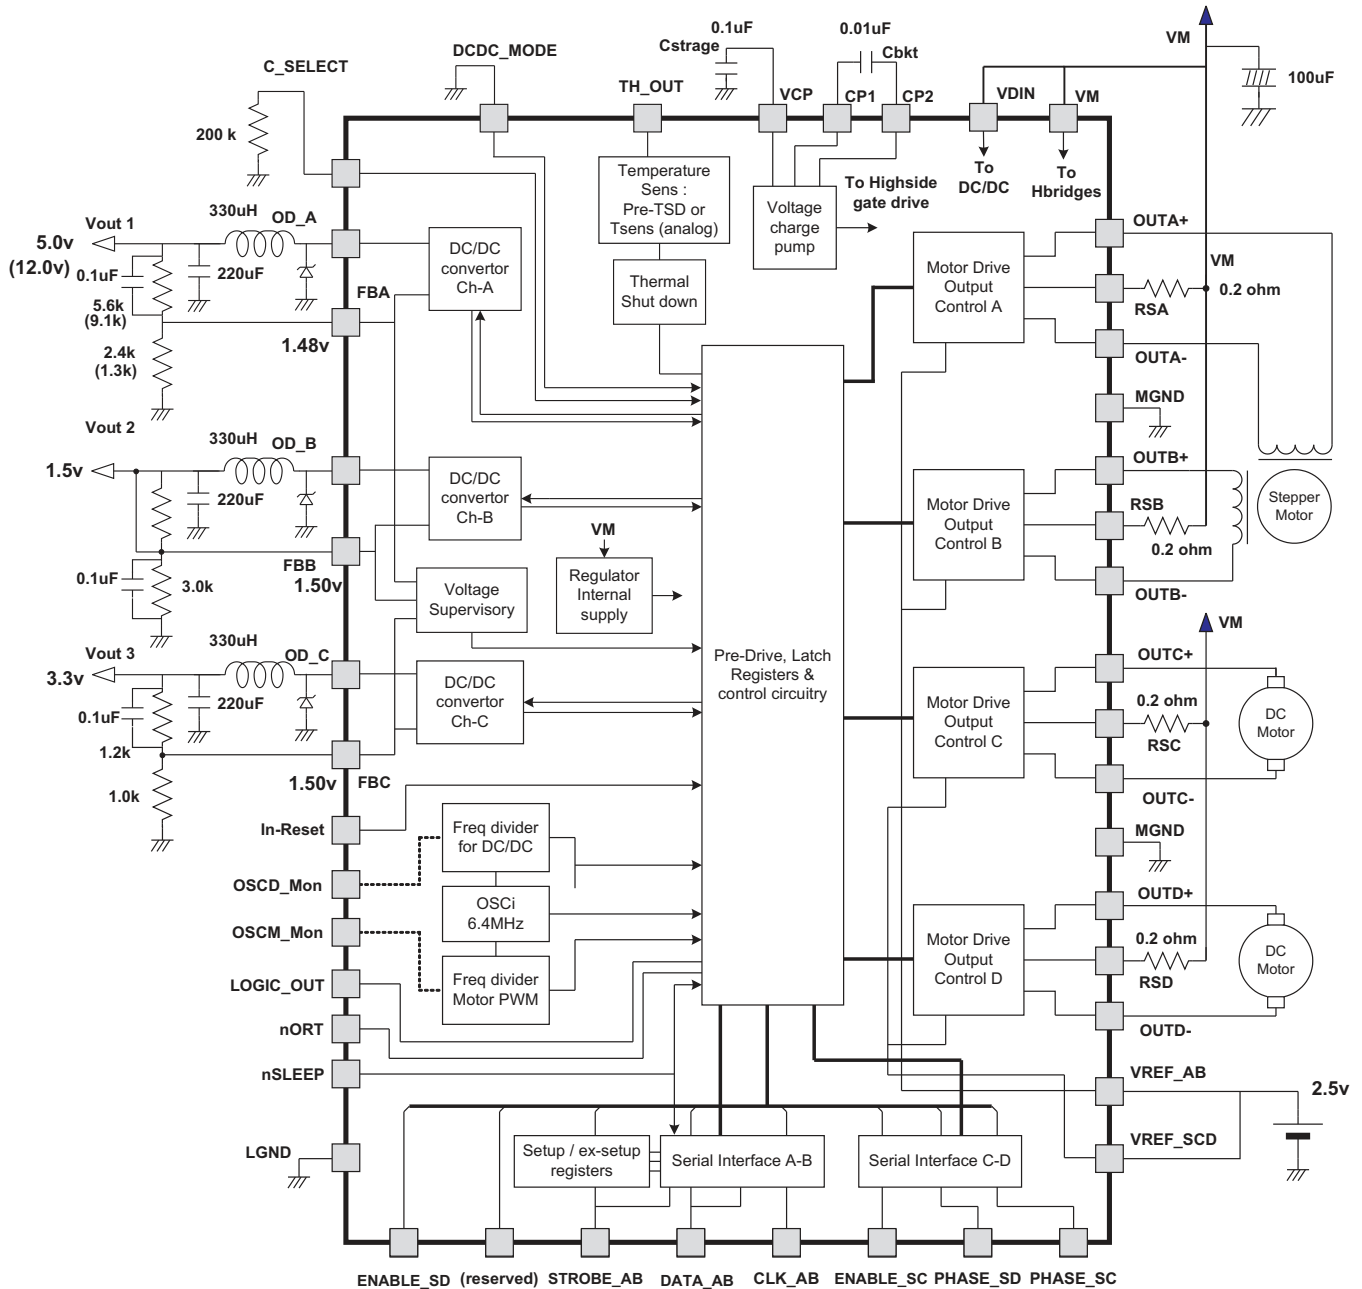 VM
100uF
0.1uF
Cstrage
0.01uF
Cbkt
DCDC_MODE
C_SELECT
TH_OUT
VCP
CP1
CP2
VDIN
VM
200 k
To
DC/DC
To
Hbridges
Temperature
Sens :
Pre-TSD or
Tsens (analog)
To Highside
gate drive
Voltage
charge
pump
Thermal
Shut down
Vout 1
5.0v
(12.0v)
330uH
OD_A
0.1uF
220uF
5.6k
(9.1k)
FBA
1.48v
2.4k
(1.3k)
DC/DC
convertor
Ch-A
Motor Drive
Output
Control A
OUTA+
VM
0.2 ohm
RSA
OUTA-
MGND
Vout 2
1.5v
330uH
OD_B
220uF
FBB
1.50v
0.1uF
3.0k
DC/DC
convertor
Ch-B
VM
Regulator
Internal
supply
Voltage
Supervisory
Motor Drive
Output
Control B
OUTB+
RSB
0.2 ohm
OUTB-
Stepper
Motor
Vout 3
3.3v
330uH
OD_C
220uF
0.1uF
1.2k
1.50v
FBC
1.0k
DC/DC
convertor
Ch-C
Pre-Drive, Latch
Registers &
control circuitry
Motor Drive
Output
Control C
VM
OUTC+
0.2 ohm
RSC
OUTC-
DC
Motor
MGND
In-Reset
OSCD_Mon
OSCM_Mon
LOGIC_OUT
nORT
nSLEEP
LGND
Freq divider
for DC/DC
OSCi
6.4MHz
Freq divider
Motor PWM
Motor Drive
Output
Control D
OUTD+
0.2 ohm
RSD
OUTD-
DC
Motor
VREF_AB
2.5v
VREF_SCD
Setup / ex-setup
registers
Serial Interface A-B
Serial Interface C-D
ENABLE_SD
(reserved)
STROBE_AB
DATA_AB
CLK_AB
ENABLE_SC
PHASE_SD
PHASE_SC